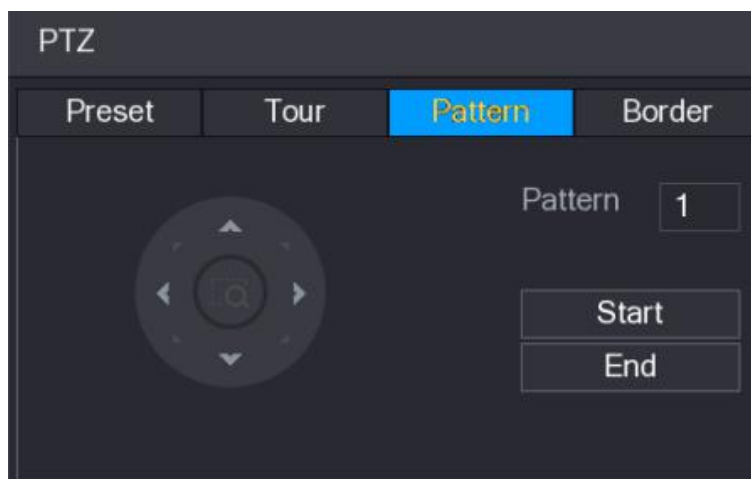 PTZ
Preset Tour Pattern Border
Pattern 1
Start
End